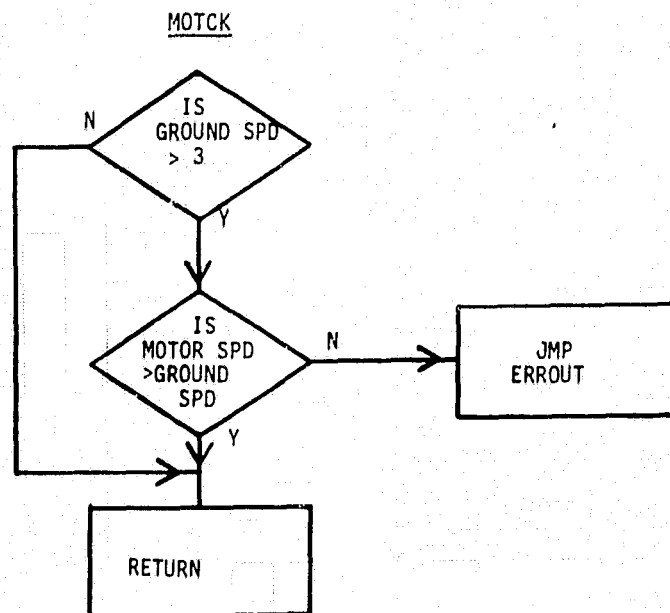 MOTCK
IS
GROUND SPD
> 3
N
Y
IS
MOTOR SPD
>GROUND
SPD
N
Y
JMP
ERROUT
RETURN